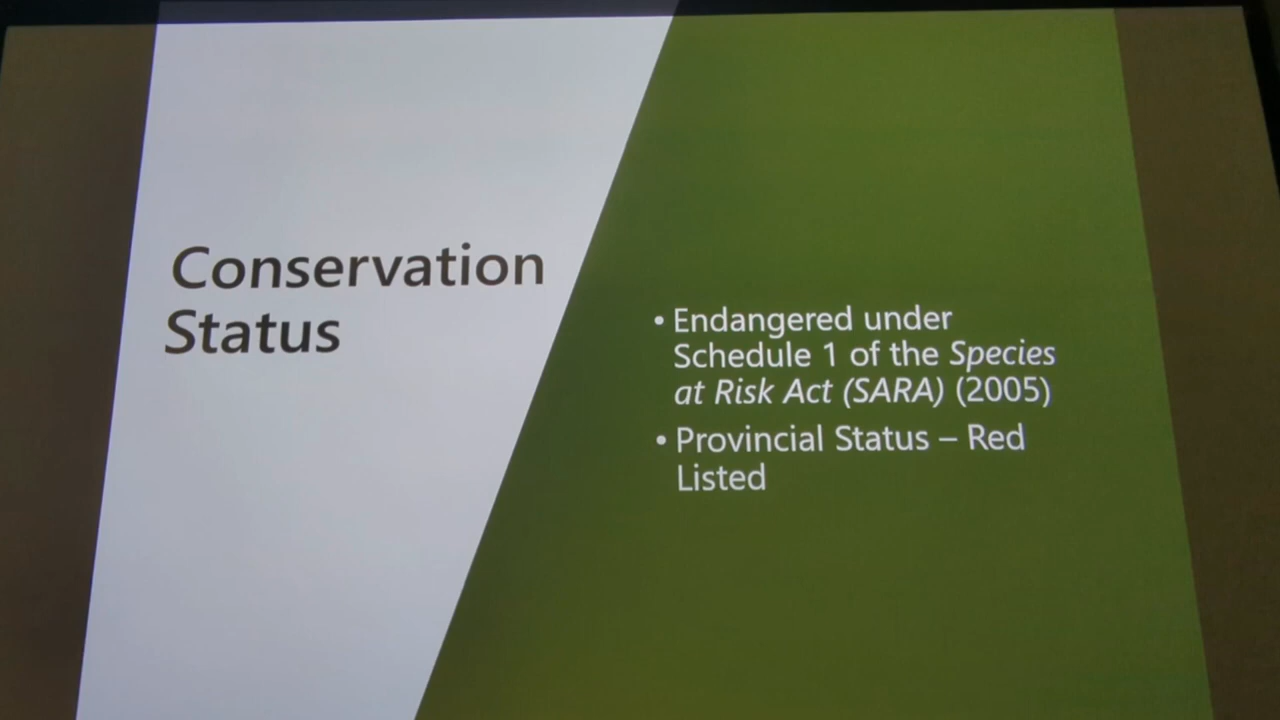 Conservation
Status
• Endangered under
Schedule 1 of the Species
at Risk Act (SARA) (2005)
• Provincial Status – Red
Listed